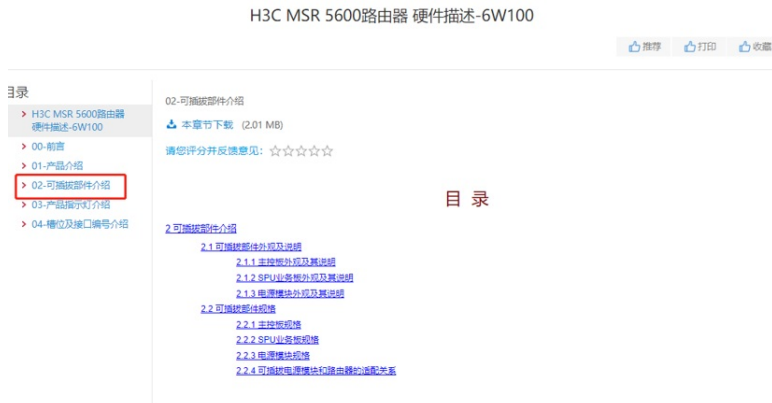 H3C MSR 5600路由器 硬件描述-6W100
推荐 打印 收藏
目录
H3C MSR 5600路由器
硬件描述-6W100
00-前言
01-产品介绍
02-可插拔部件介绍
03-产品指示灯介绍
04-槽位及接口编号介绍
02-可插拔部件介绍
本章节下载 (2.01 MB)
请您评分并反馈意见：
目 录
2 可插拔部件介绍
2.1 可插拔部件外观及说明
2.1.1 主控板外观及其说明
2.1.2 SPU业务板外观及其说明
2.1.3 电源模块外观及其说明
2.2 可插拔部件规格
2.2.1 主控板规格
2.2.2 SPU业务板规格
2.2.3 电源模块规格
2.2.4 可插拔电源模块和路由器的适配关系